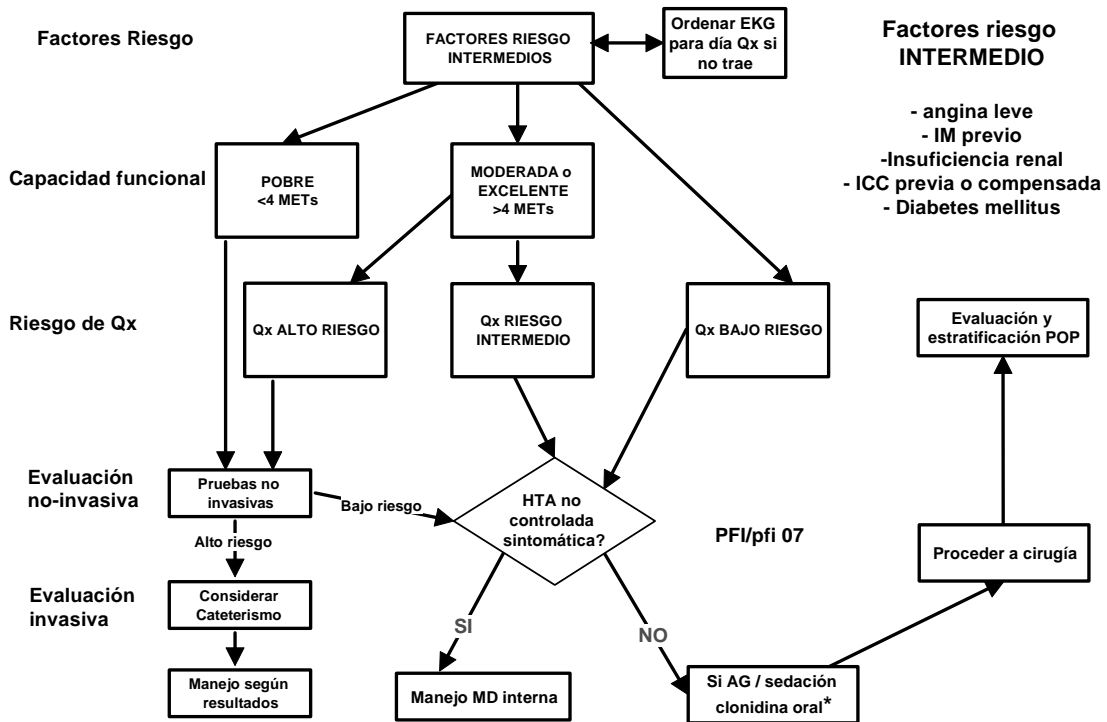 Factores Riesgo
FACTORES RIESGO
INTERMEDIOS
Ordenar EKG
para día Qx si
no trae
Factores riesgo
INTERMEDIO
- angina leve
- IM previo
-Insuficiencia renal
- ICC previa o compensada
- Diabetes mellitus
Capacidad funcional
POBRE
<4 METs
MODERADA o
EXCELENTE
>4 METs
Riesgo de Qx
Qx ALTO RIESGO
Qx RIESGO
INTERMEDIO
Qx BAJO RIESGO
Evaluación y
estratificación POP
Evaluación
no-invasiva
Pruebas no
invasivas
Bajo riesgo
HTA no
controlada
sintomática?
PFI/pfi 07
Proceder a cirugía
Alto riesgo
Evaluación
invasiva
Considerar
Cateterismo
SI
NO
Manejo según
resultados
Manejo MD interna
Si AG / sedación
clonidina oral*